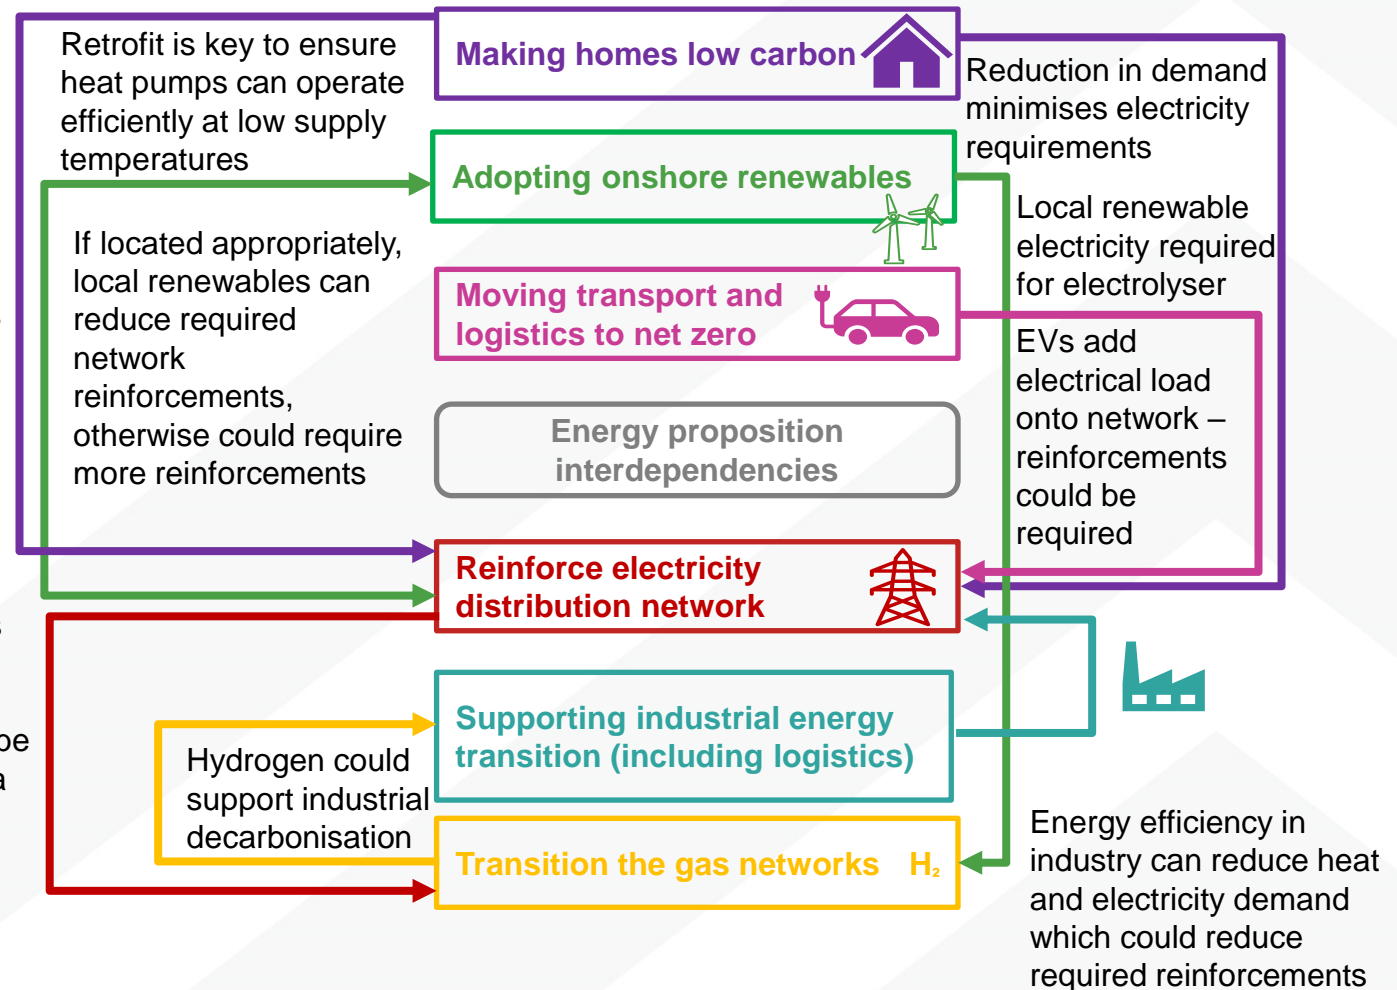 Retrofit is key to ensure
heat pumps can operate
efficiently at low supply
temperatures
Making homes low carbon
Reduction in demand
minimises electricity
requirements
Adopting onshore renewables
Local renewable
electricity required
for electrolyser
If located appropriately,
local renewables can
reduce required
network
reinforcements,
otherwise could require
more reinforcements
Moving transport and
logistics to net zero
EVs add
electrical load
onto network –
reinforcements
could be
required
Energy proposition
interdependencies
Reinforce electricity
distribution network
Supporting industrial energy
transition (including logistics)
Hydrogen could
support industrial
decarbonisation
Transition the gas networks H₂
Energy efficiency in
industry can reduce heat
and electricity demand
which could reduce
required reinforcements